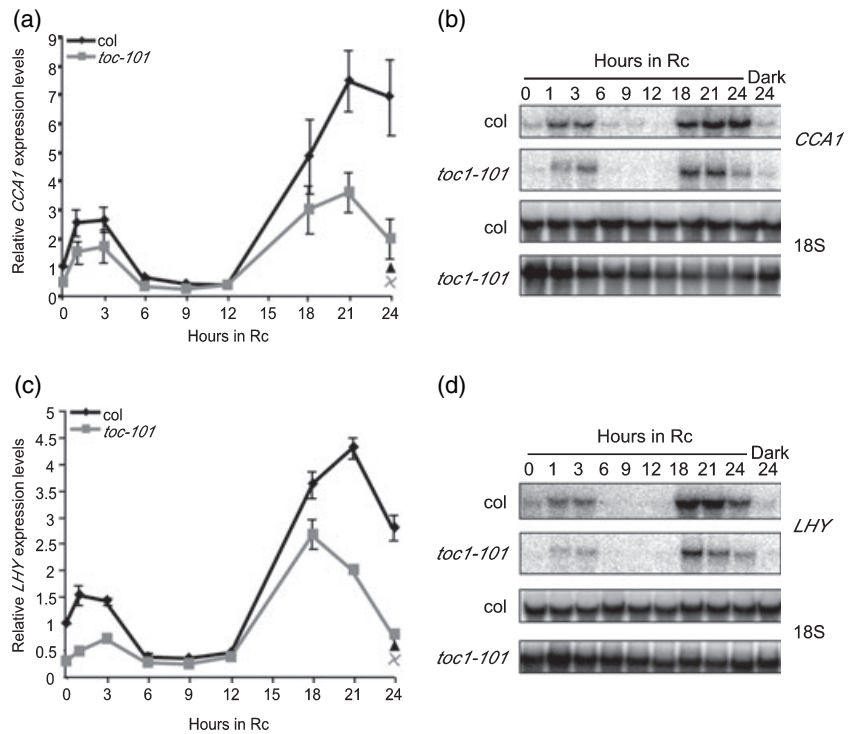 (a)
col
toc-101
Relative CCA1 expression levels
9
8
7
6
5
4
3
2
1
0
0 3 6 9 12 15 18 21 24
Hours in Rc
(b)
Hours in Rc
Dark
0 1 3 6 9 12 18 21 24 24
col
toc1-101
CCA1
col
toc1-101
18S
(c)
col
toc-101
Relative LHY expression levels
5
4.5
4
3.5
3
2.5
2
1.5
1
0.5
0
0 3 6 9 12 15 18 21 24
Hours in Rc
(d)
Hours in Rc
Dark
0 1 3 6 9 12 18 21 24 24
col
toc1-101
LHY
col
toc1-101
18S